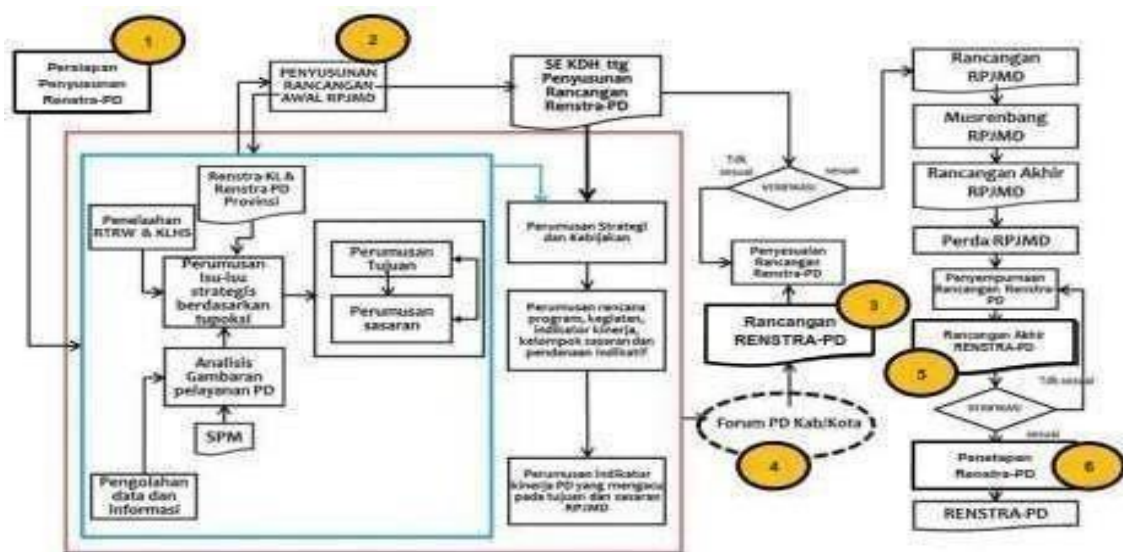 1
Persiapan
Penyusunan
Renstra-PD
2
PENYUSUNAN
RANCANGAN
AWAL RPJMD
SE KDH ttg
Penyusunan
Rancangan
Renstra-PD
Renstra-KL &
Renstra-PD
Provinsi
Penelaahan
RTRW & KLHS
Perumusan
Isu-isu
strategis
berdasarkan
tupoksi
Perumusan
Tujuan
Perumusan
sasaran
Analisis
Gambaran
pelayanan PD
SPM
Pengolahan
data dan
Informasi
Perumusan Strategi
dan Kebijakan
Perumusan rencana
program, kegiatan,
indikator kinerja,
kelompok sasaran dan
pendanaan indikatif
Perumusan Indikator
kinerja PD yang mengacu
pada tujuan dan sasaran
RPJMD
Tdk
sesuai
VERIFIKASI
sesuai
Penyesuaian
Rancangan
Renstra-PD
3
Rancangan
RENSTRA-PD
Forum PD Kab/Kota
4
Rancangan
RPJMD
Musrenbang
RPJMD
Rancangan Akhir
RPJMD
Perda RPJMD
Penyempurnaan
Rancangan Renstra-
PD
Rancangan Akhir
RENSTRA-PD
5
Tdk sesuai
VERIFIKASI
sesuai
Penetapan
Renstra-PD
6
RENSTRA-PD